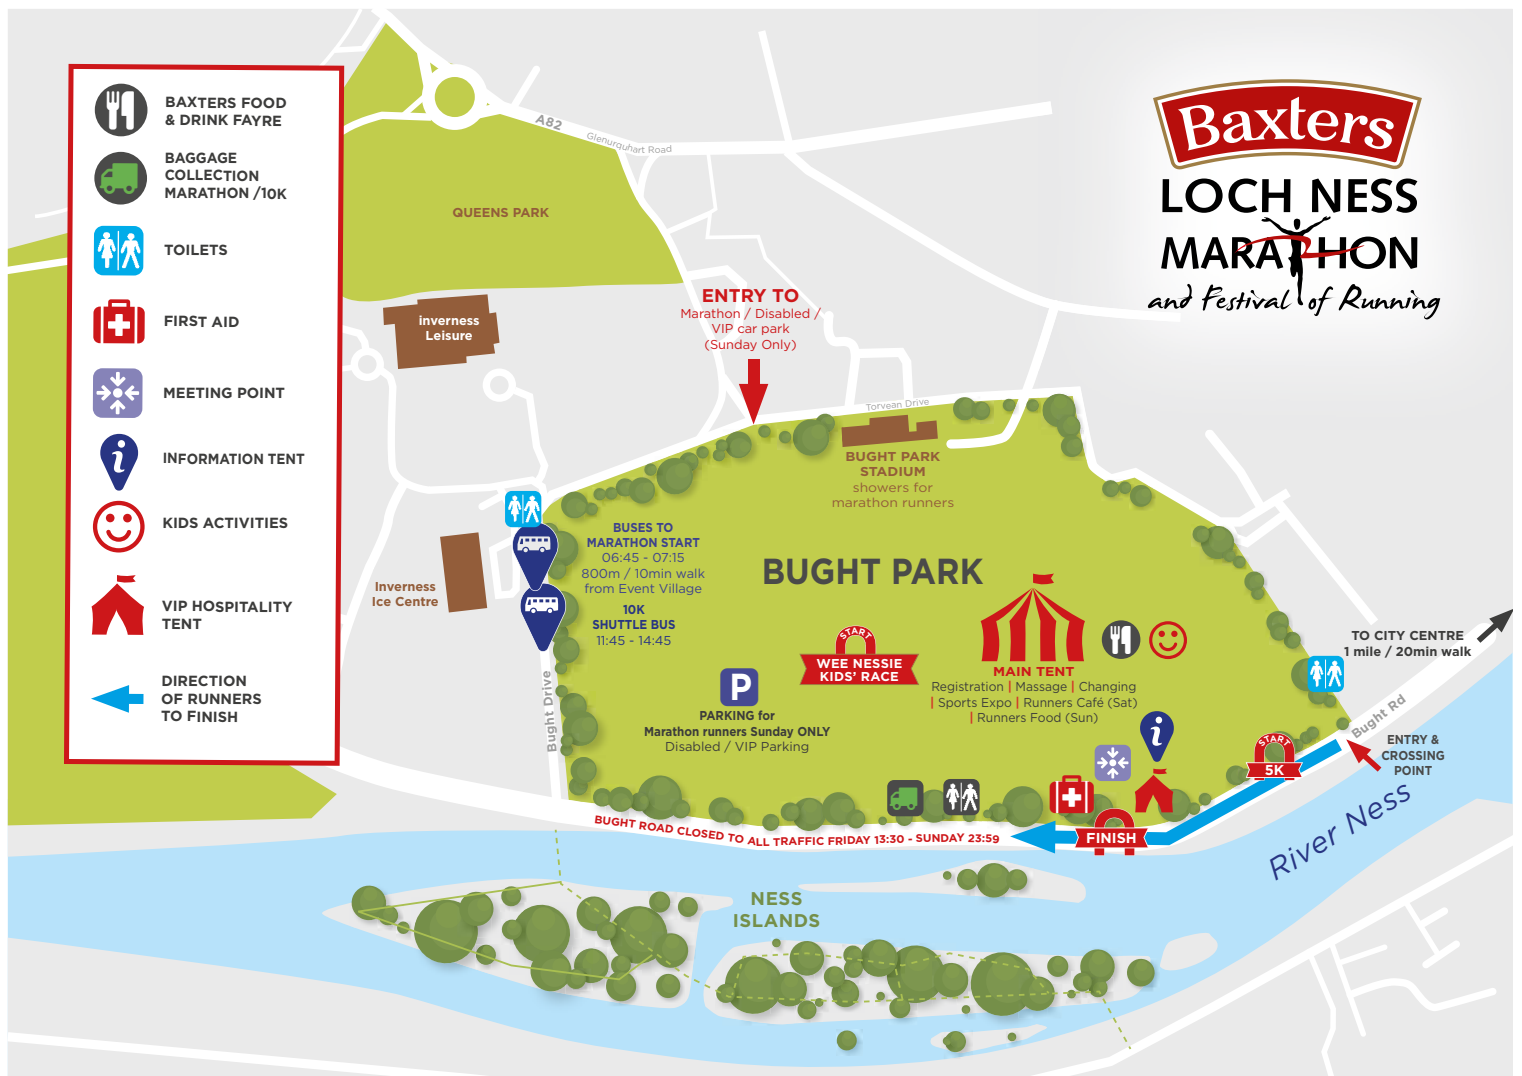 BAXTERS FOOD
& DRINK FAYRE
BAGGAGE
COLLECTION
MARATHON /10K
TOILETS
FIRST AID
MEETING POINT
i
INFORMATION TENT
KIDS ACTIVITIES
VIP HOSPITALITY
TENT
DIRECTION
OF RUNNERS
TO FINISH
Baxters
LOCH NESS
MARATHON
and Festival of Running
A82
Glenurquhart Road
QUEENS PARK
inverness
Leisure
ENTRY TO
Marathon / Disabled /
VIP car park
(Sunday Only)
Torvean Drive
BUGHT PARK
STADIUM
showers for
marathon runners
BUSES TO
MARATHON START
06:45 - 07:15
800m / 10min walk
from Event Village
10K
SHUTTLE BUS
11:45 - 14:45
Inverness
Ice Centre
BUGHT PARK
START
WEE NESSIE
KIDS' RACE
MAIN TENT
Registration | Massage | Changing
| Sports Expo | Runners Café (Sat)
| Runners Food (Sun)
P
PARKING for
Marathon runners Sunday ONLY
Disabled / VIP Parking
Bught Drive
TO CITY CENTRE
1 mile / 20min walk
Bught Rd
ENTRY &
CROSSING
POINT
i
START
5K
FINISH
BUGHT ROAD CLOSED TO ALL TRAFFIC FRIDAY 13:30 - SUNDAY 23:59
River Ness
NESS
ISLANDS